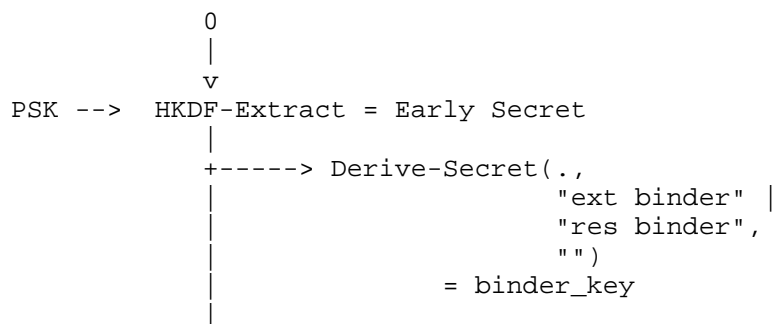 0
|
v
PSK --> HKDF-Extract = Early Secret
|
+-----> Derive-Secret(.,
| "ext binder" |
| "res binder",
| "")
| = binder_key
|